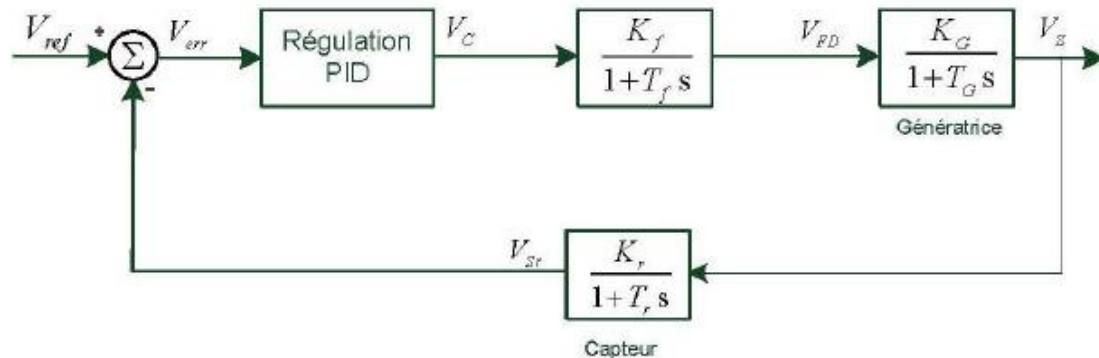 V_ref + Σ - V_err
Régulation
PID
V_C
K_f
1+T_f s
V_FD
K_G
1+T_G s
V_S
Génératrice
V_Sr
K_r
1+T_r s
Capteur